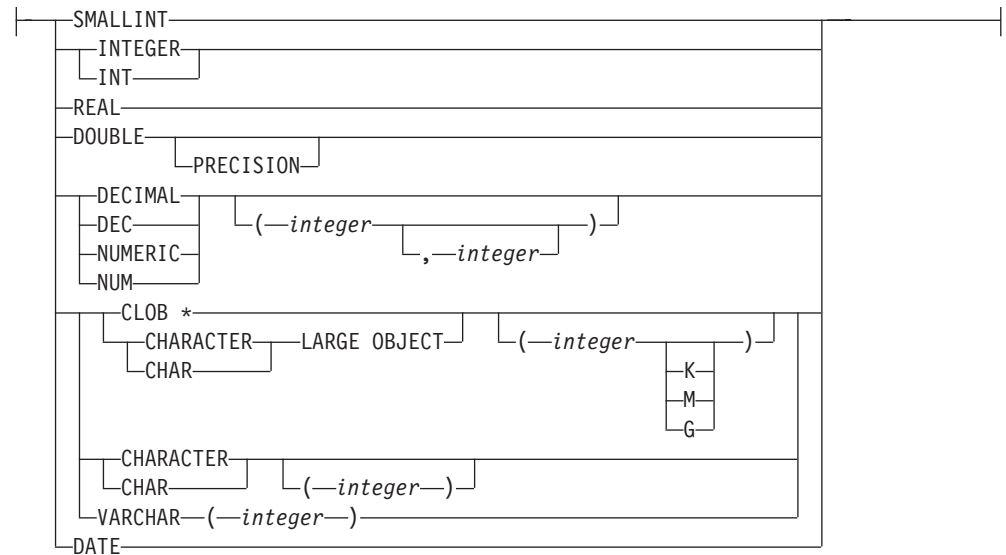 SMALLINT
INTEGER
INT
REAL
DOUBLE
PRECISION
DECIMAL
( integer )
DEC
, integer
NUMERIC
NUM
CLOB *
CHARACTER LARGE OBJECT ( integer )
CHAR
K
M
G
CHARACTER
CHAR ( integer )
VARCHAR ( integer )
DATE